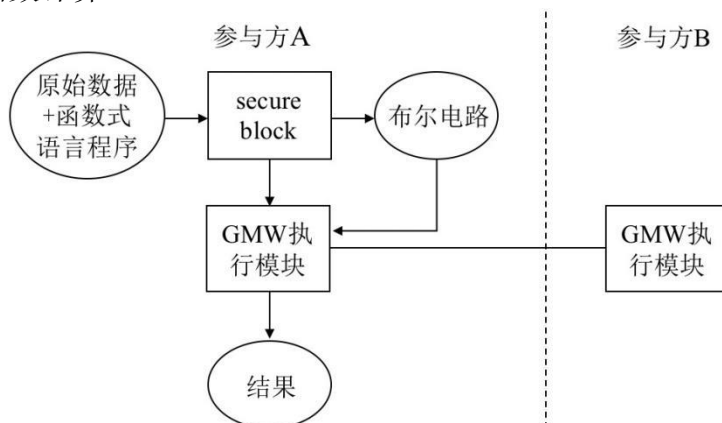 参与方A
参与方B
原始数据
+函数式
语言程序
secure
block
布尔电路
GMW执
行模块
GMW执
行模块
结果